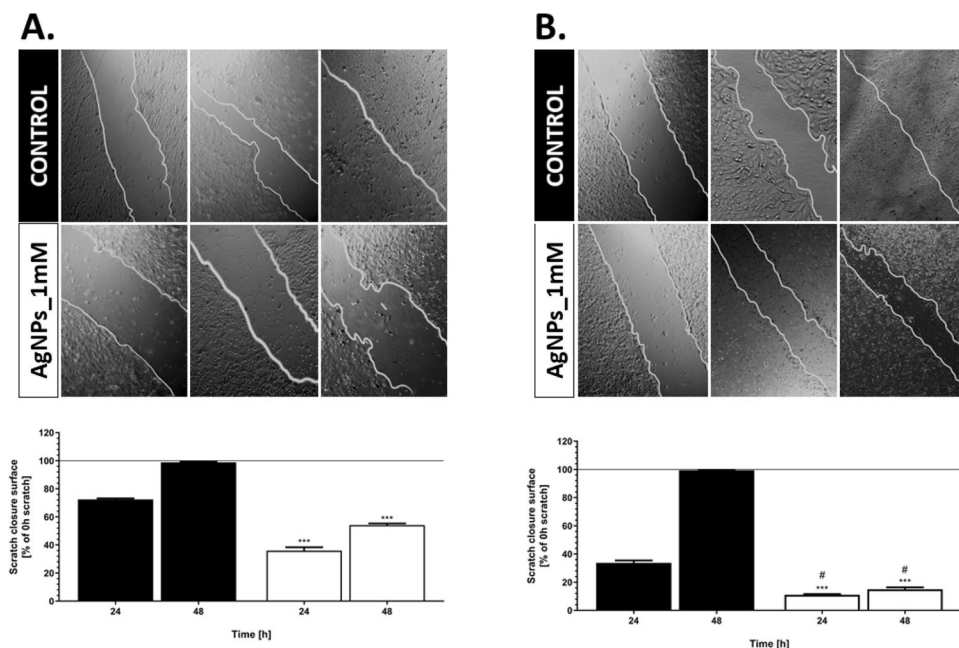 A.
CONTROL
AgNPs_1mM
Scratch closure surface
[% of 0h scratch]
120
100
80
60
40
20
0
***
***
24
48
24
48
Time [h]
B.
CONTROL
AgNPs_1mM
Scratch closure surface
[% of 0h scratch]
120
100
80
60
40
20
0
#
***
#
***
24
48
24
48
Time [h]